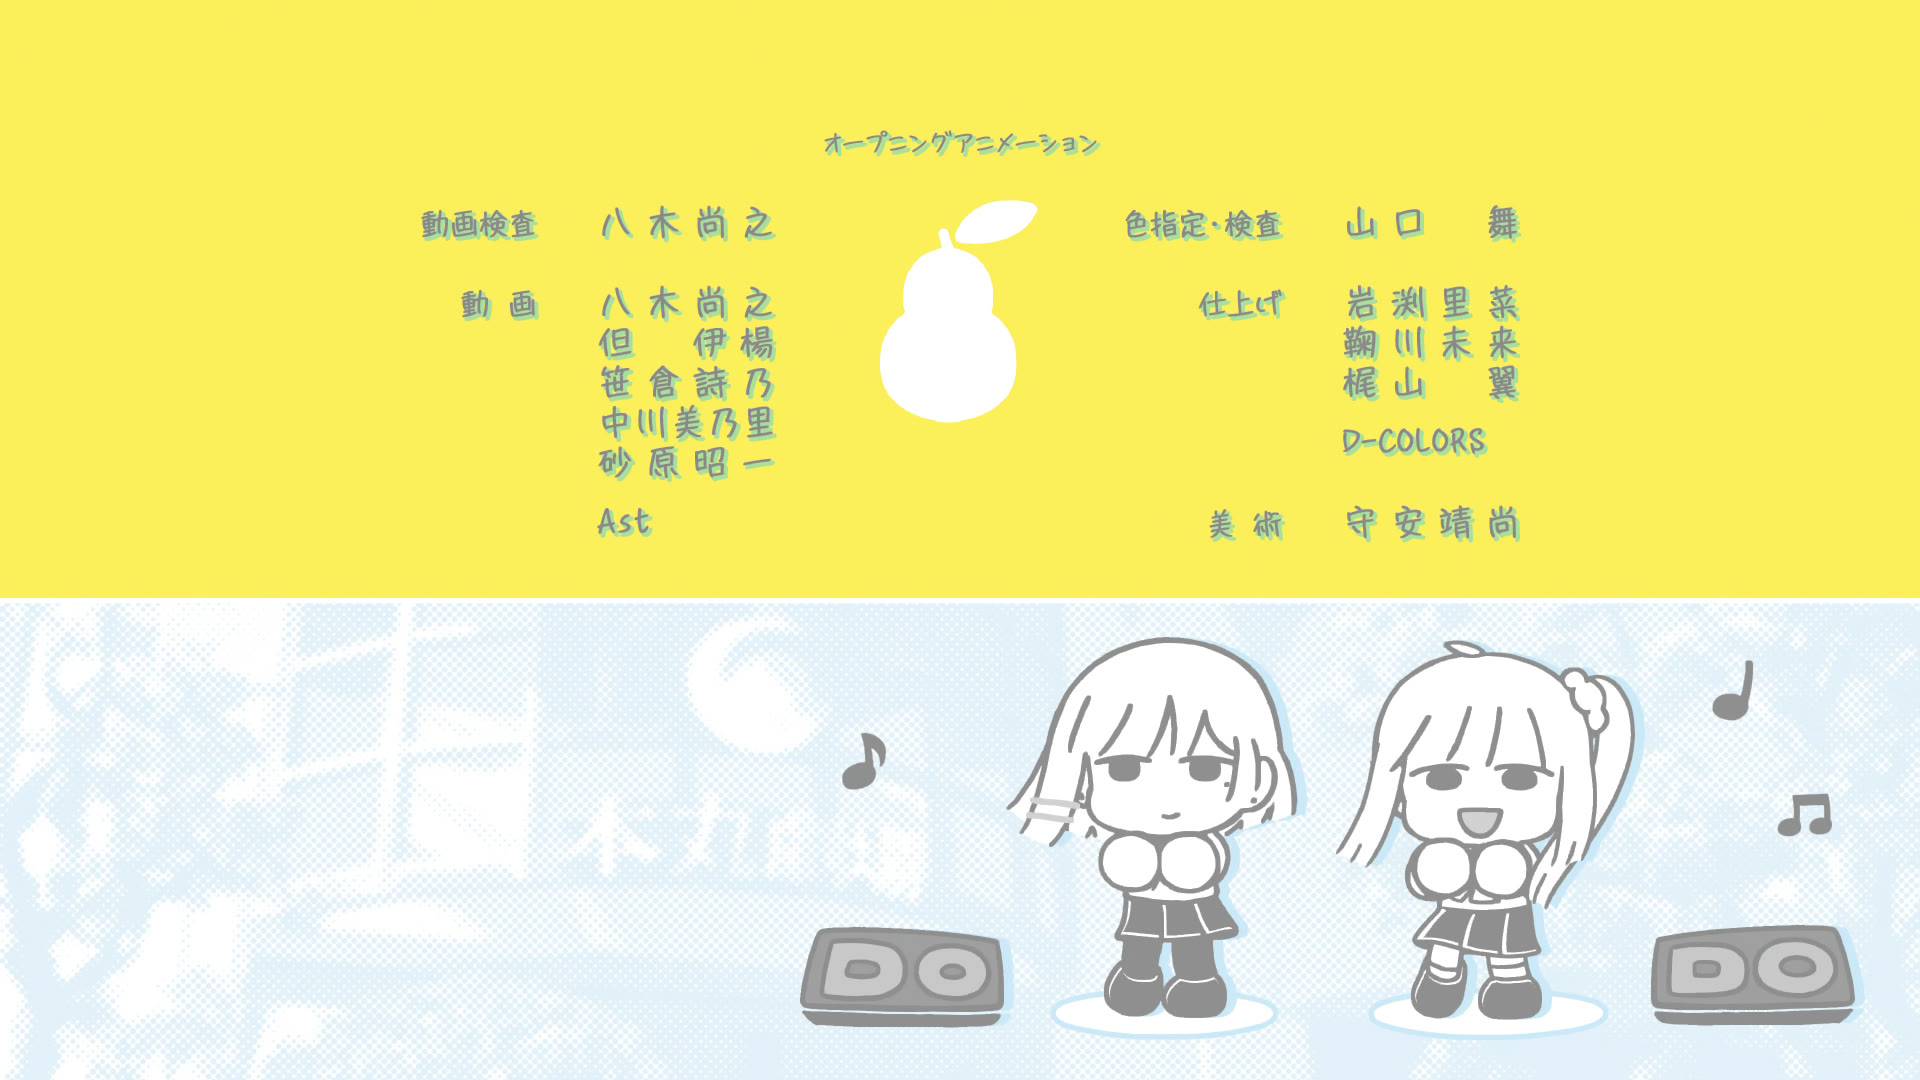 オープニングアニメーション
動画検査 八木尚之
動画 八木尚之
但 伊楊
笹倉詩乃
中川美乃里
砂原昭一
Ast
色指定・検査 山口 舞
仕上げ 岩渕里菜
鞠川未来
梶山 翼
D-COLORS
美術 守安靖尚
DO
DO